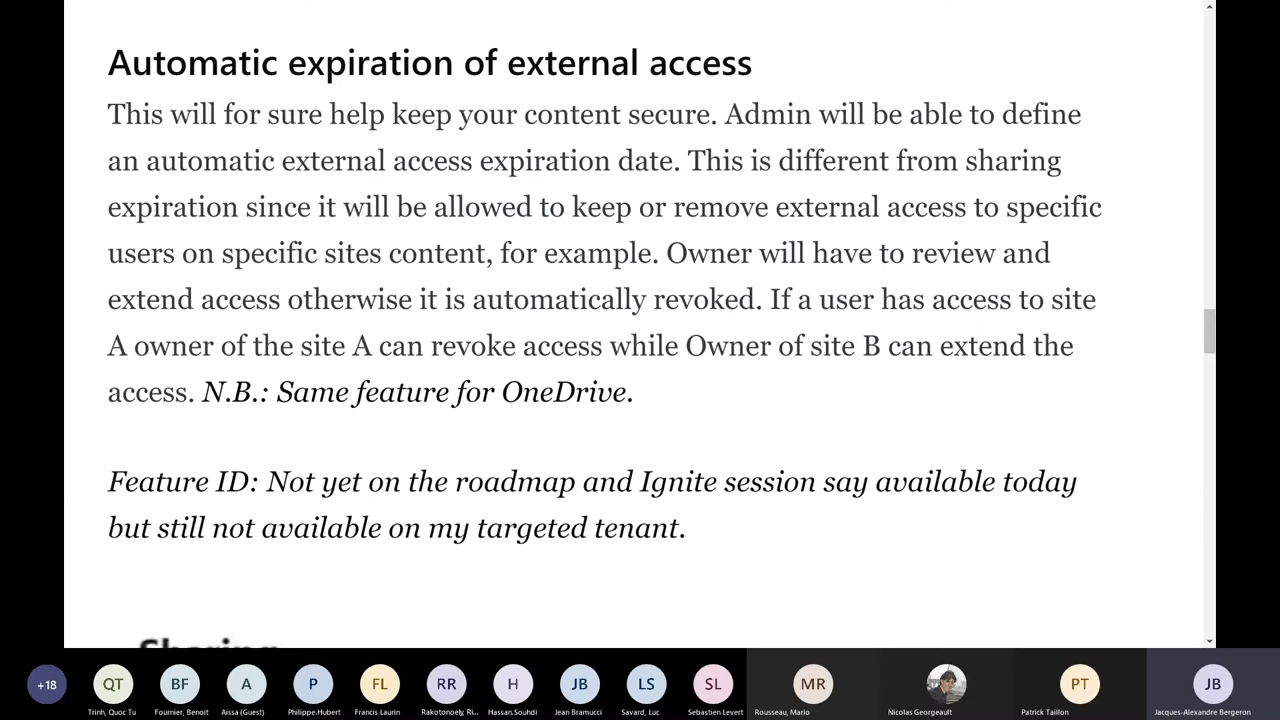 Automatic expiration of external access
This will for sure help keep your content secure. Admin will be able to define
an automatic external access expiration date. This is different from sharing
expiration since it will be allowed to keep or remove external access to specific
users on specific sites content, for example. Owner will have to review and
extend access otherwise it is automatically revoked. If a user has access to site
A owner of the site A can revoke access while Owner of site B can extend the
access. N.B.: Same feature for OneDrive.
Feature ID: Not yet on the roadmap and Ignite session say available today
but still not available on my targeted tenant.
Sharing
+18 QT BF A P FL RR H JB LS SL MR PT JB
Trinh, Quoc Tu Fournier, Benoit Aissa (Guest) Philippe.Hubert Francis Laurin Rakotonoely, Ri... Hassan.Souhdi Jean Bramucci Savard, Luc Sebastien Levert Rousseau, Mario Nicolas Georgeault Patrick Taillon Jacques-Alexandre Bergeron